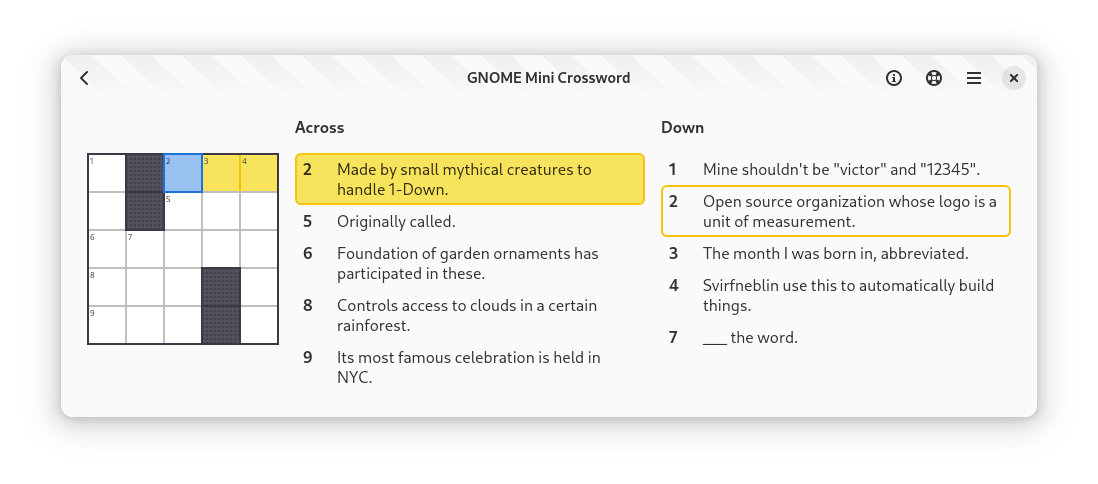 GNOME Mini Crossword
Across
1
2
3
4
5
6
7
8
9
2 Made by small mythical creatures to
handle 1-Down.
5 Originally called.
6 Foundation of garden ornaments has
participated in these.
8 Controls access to clouds in a certain
rainforest.
9 Its most famous celebration is held in
NYC.
Down
1 Mine shouldn't be "victor" and "12345".
2 Open source organization whose logo is a
unit of measurement.
3 The month I was born in, abbreviated.
4 Svirfneblin use this to automatically build
things.
7 ___ the word.